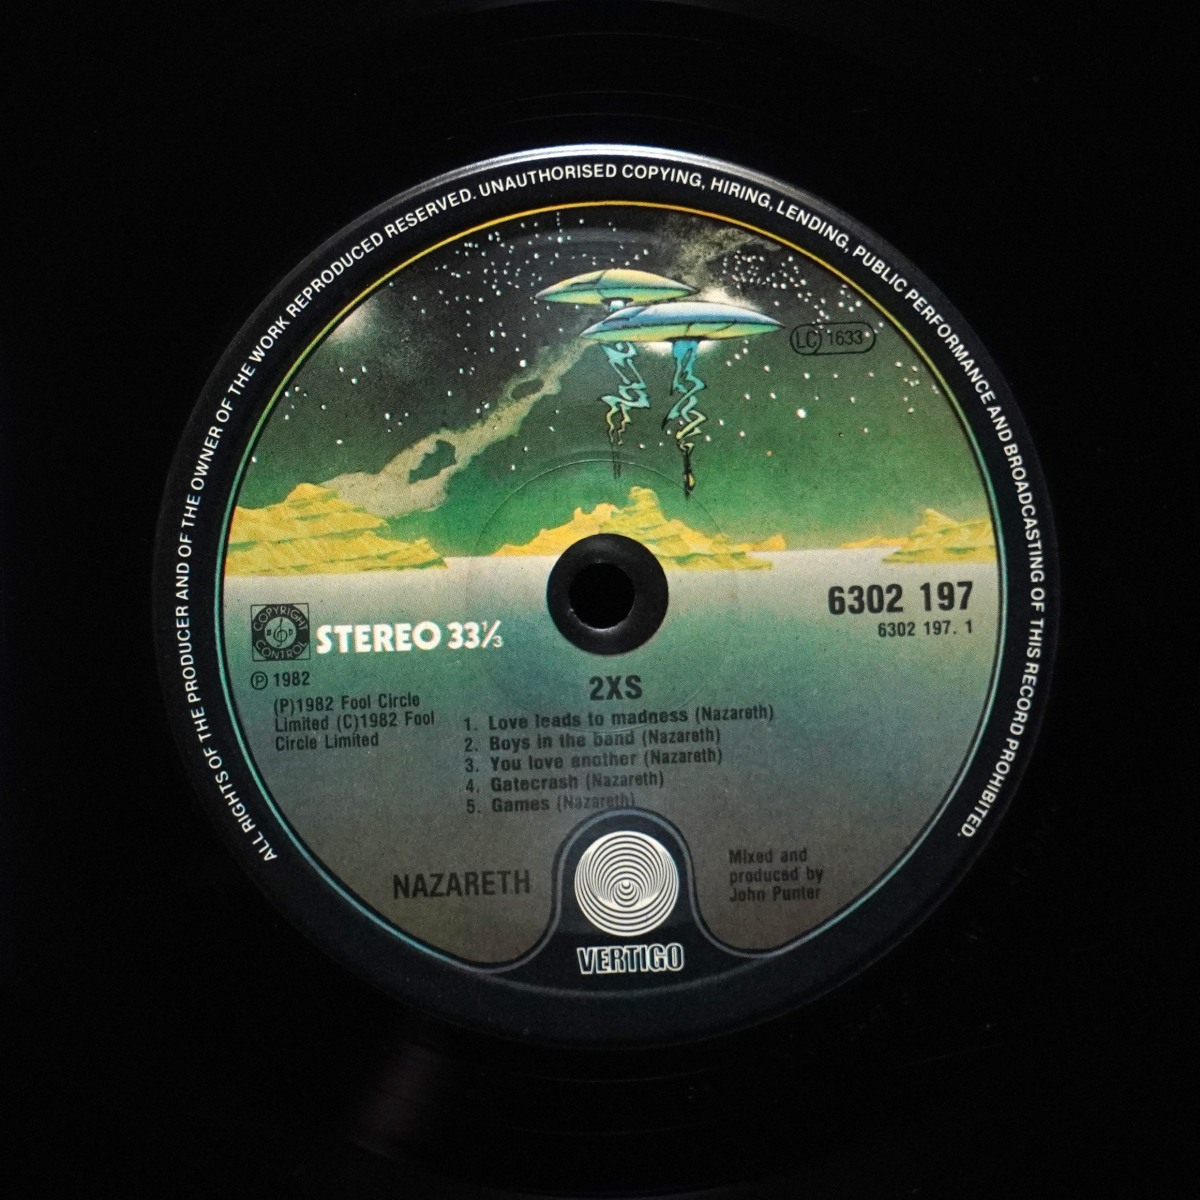 ALL RIGHTS OF THE PRODUCER AND OF THE OWNER OF THE WORK REPRODUCED RESERVED. UNAUTHORISED COPYING, HIRING, LENDING, PUBLIC PERFORMANCE AND BROADCASTING OF THIS RECORD PROHIBITED.
LC 1633
6302 197
6302 197. 1
COPYRIGHT
CONTROL
STEREO 33⅓
℗ 1982
(P)1982 Fool Circle
Limited (C)1982 Fool
Circle Limited
2XS
1. Love leads to madness (Nazareth)
2. Boys in the band (Nazareth)
3. You love another (Nazareth)
4. Gatecrash (Nazareth)
5. Games (Nazareth)
NAZARETH
Mixed and
produced by
John Punter
VERTIGO